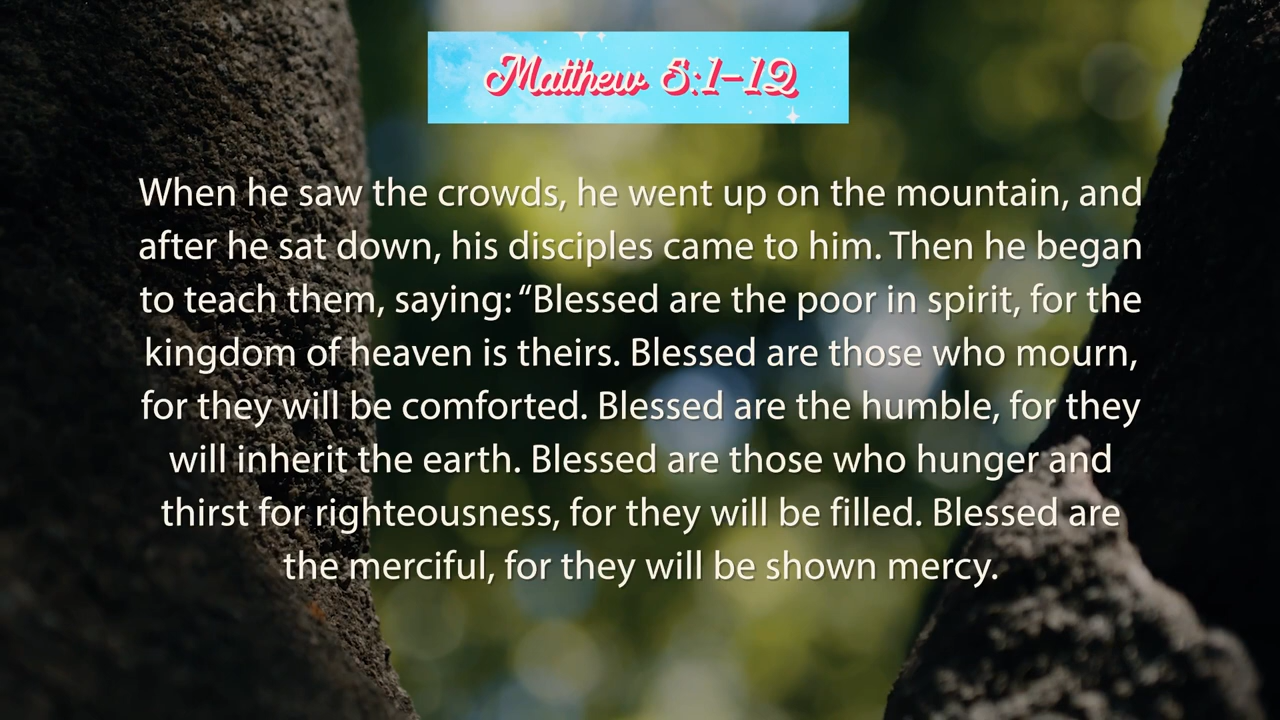 Matthew 5:1-12
When he saw the crowds, he went up on the mountain, and
after he sat down, his disciples came to him. Then he began
to teach them, saying: “Blessed are the poor in spirit, for the
kingdom of heaven is theirs. Blessed are those who mourn,
for they will be comforted. Blessed are the humble, for they
will inherit the earth. Blessed are those who hunger and
thirst for righteousness, for they will be filled. Blessed are
the merciful, for they will be shown mercy.